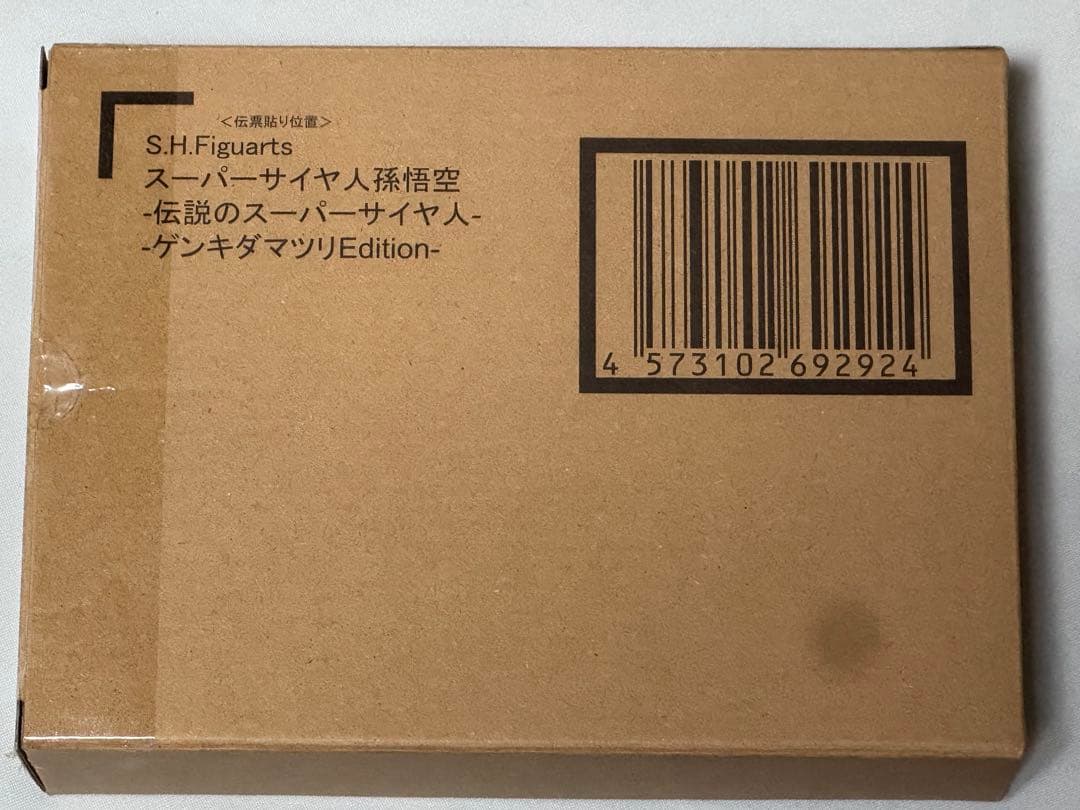 ＜伝票貼り位置＞
S.H.Figuarts
スーパーサイヤ人孫悟空
-伝説のスーパーサイヤ人-
-ゲンキダマツリEdition-
4 573102 692924